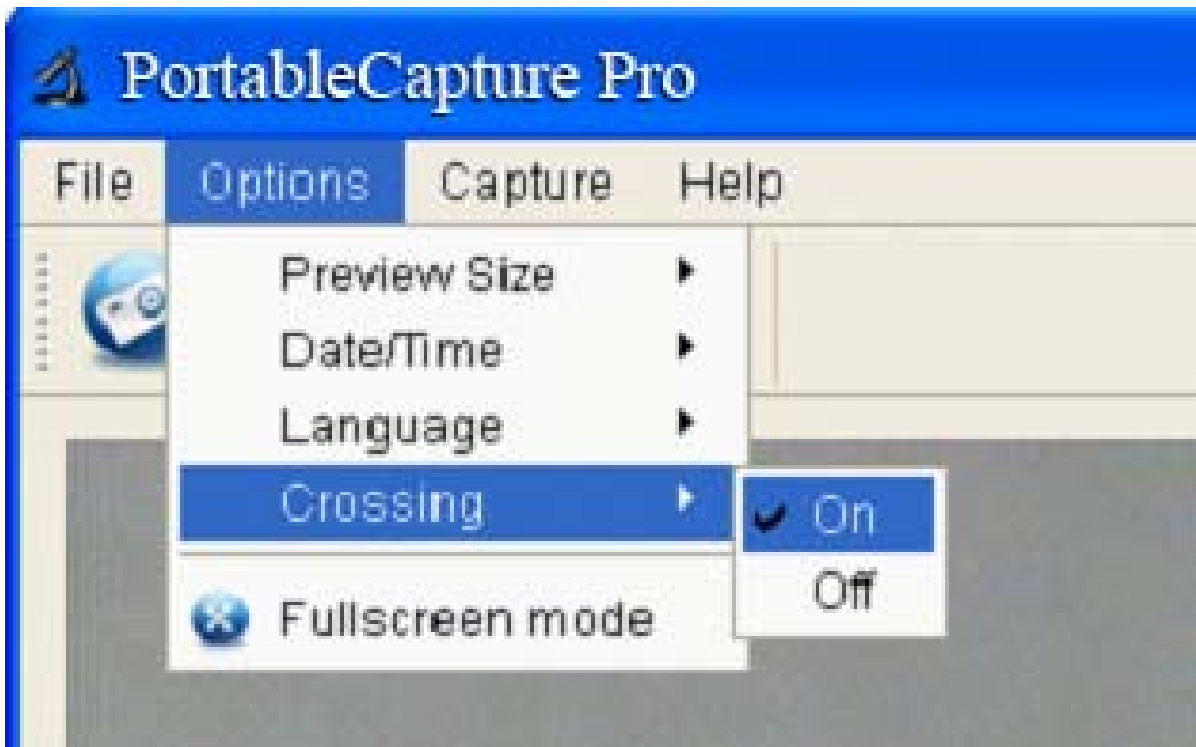 PortableCapture Pro
File Options Capture Help
Preview Size
Date/Time
Language
Crossing
On
Off
Fullscreen mode